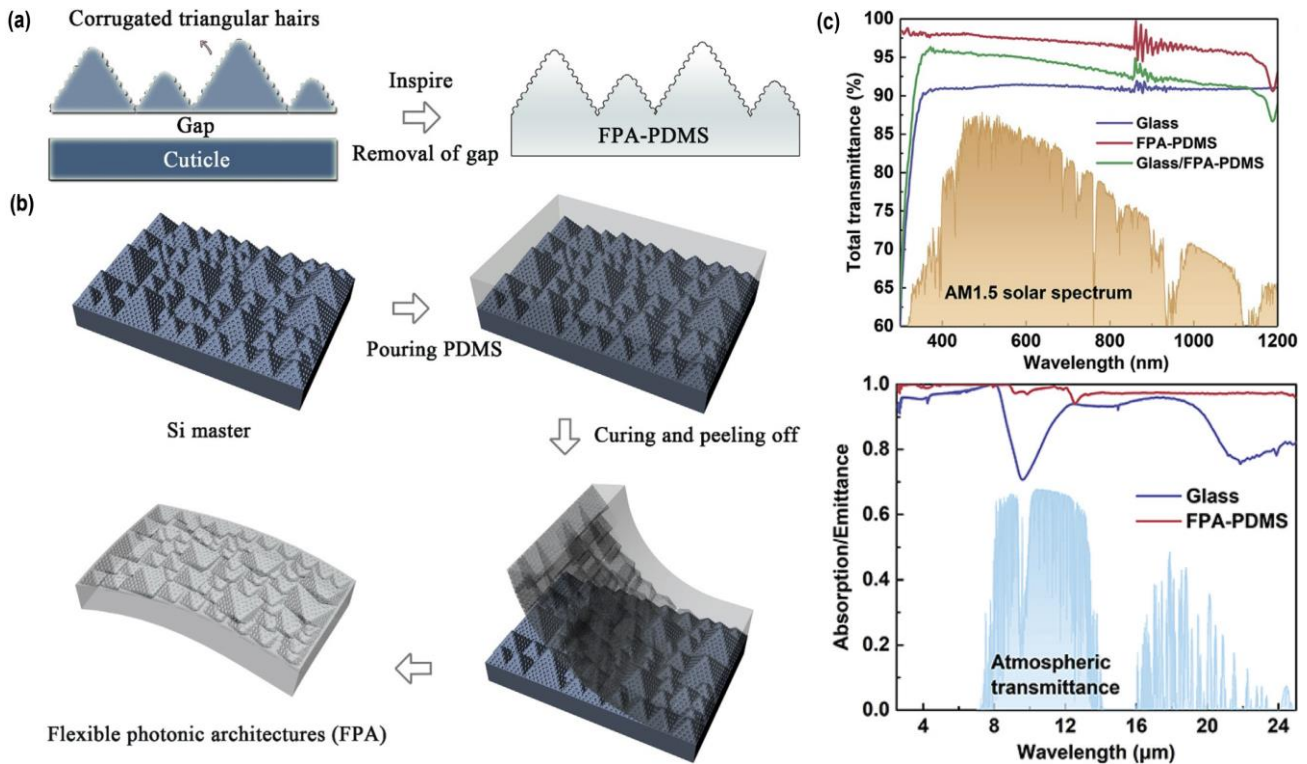 (a)
Corrugated triangular hairs
Gap
Cuticle
Inspire
Removal of gap
FPA-PDMS
(b)
Si master
Pouring PDMS
Curing and peeling off
Flexible photonic architectures (FPA)
(c)
Total transmittance (%)
100
95
90
85
80
75
70
65
60
Glass
FPA-PDMS
Glass/FPA-PDMS
AM1.5 solar spectrum
400 600 800 1000 1200
Wavelength (nm)
Absorption/Emittance
1.0
0.8
0.6
0.4
0.2
0.0
Glass
FPA-PDMS
Atmospheric
transmittance
4 8 12 16 20 24
Wavelength (μm)